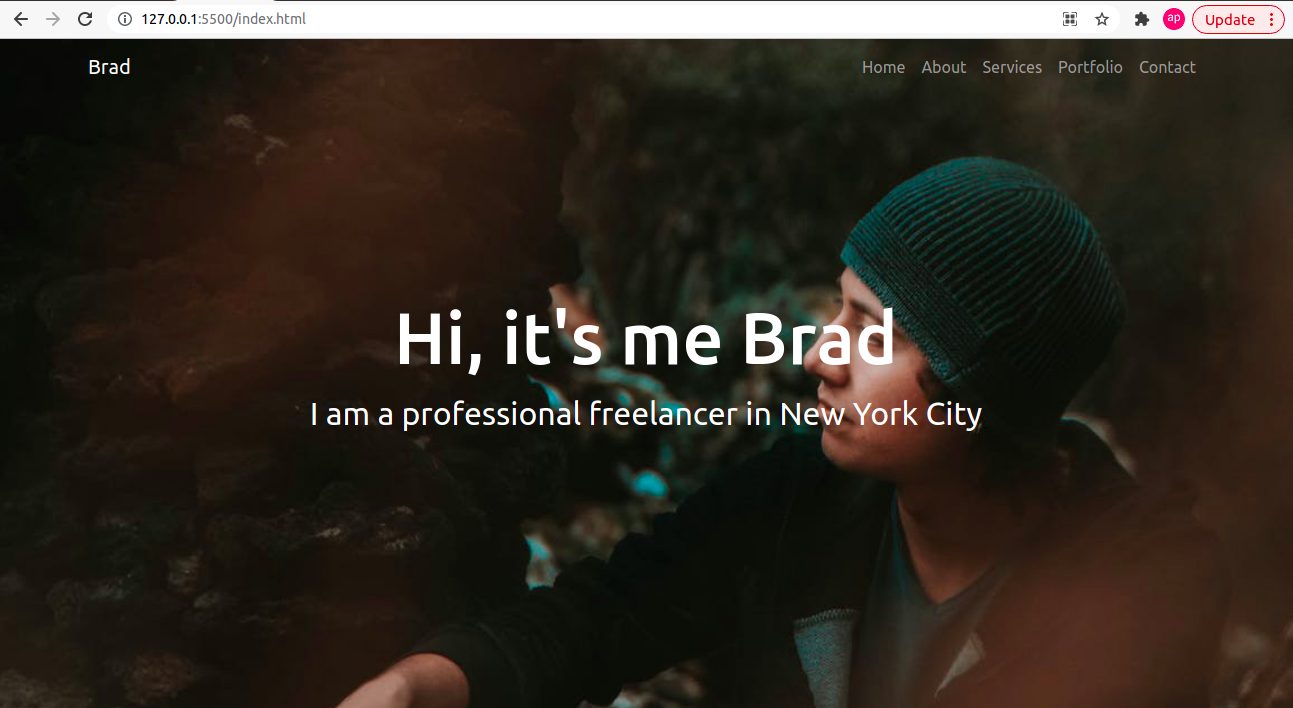 127.0.0.1:5500/index.html
ap
Update
Brad
Home About Services Portfolio Contact
Hi, it's me Brad
I am a professional freelancer in New York City